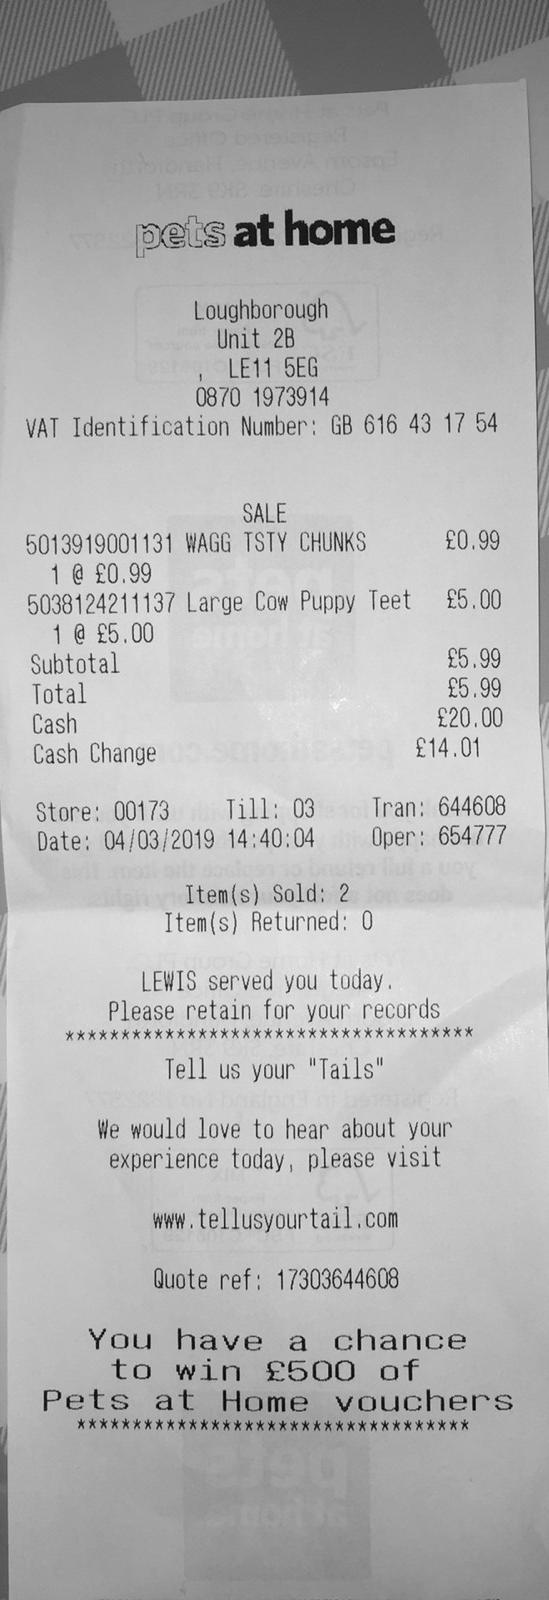 pets at home
Loughborough
Unit 2B
, LE11 5EG
0870 1973914
VAT Identification Number: GB 616 43 17 54
SALE
5013919001131 WAGG TSTY CHUNKS £0.99
1 @ £0.99
5038124211137 Large Cow Puppy Teet £5.00
1 @ £5.00
Subtotal £5.99
Total £5.99
Cash £20.00
Cash Change £14.01
Store: 00173 Till: 03 Tran: 644608
Date: 04/03/2019 14:40:04 Oper: 654777
Item(s) Sold: 2
Item(s) Returned: 0
LEWIS served you today.
Please retain for your records
*************************************
Tell us your "Tails"
We would love to hear about your
experience today, please visit
www.tellusyourtail.com
Quote ref: 17303644608
You have a chance
to win £500 of
Pets at Home vouchers
*************************************